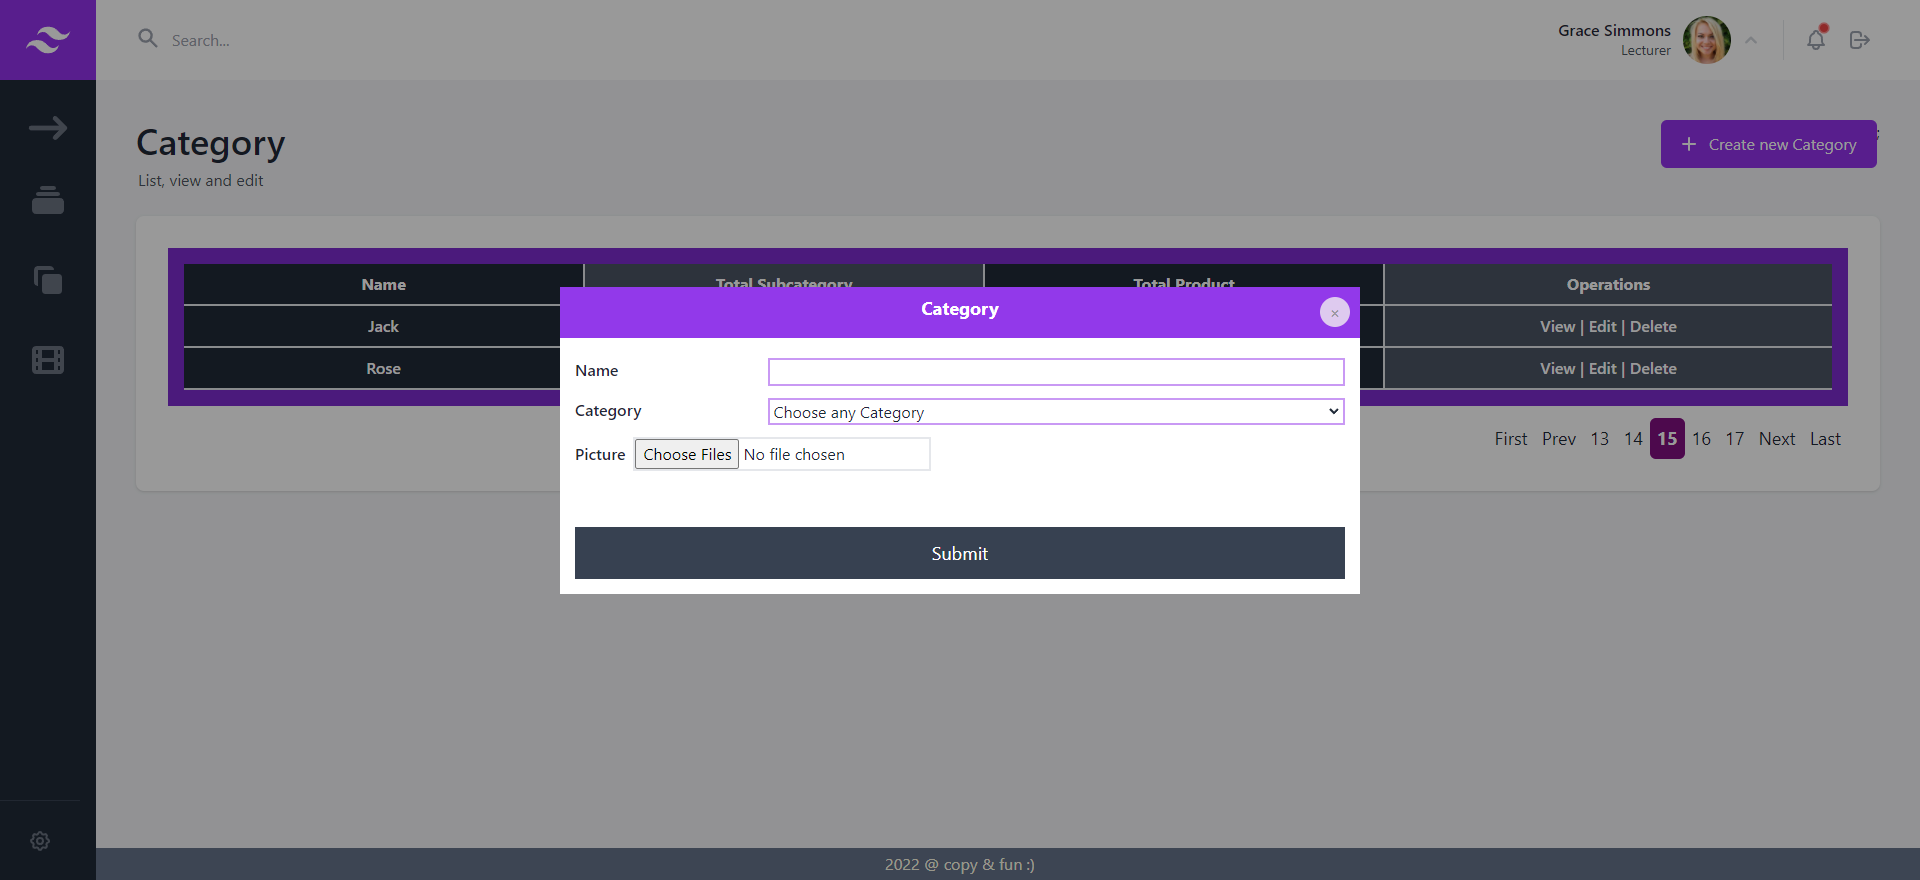 Search...
Grace Simmons
Lecturer
Category
List, view and edit
+ Create new Category
Name Total Subcategory Total Product Operations
Jack View | Edit | Delete
Rose View | Edit | Delete
Category ×
Name
Category Choose any Category
Picture Choose Files No file chosen
Submit
First Prev 13 14 15 16 17 Next Last
2022 @ copy & fun :)